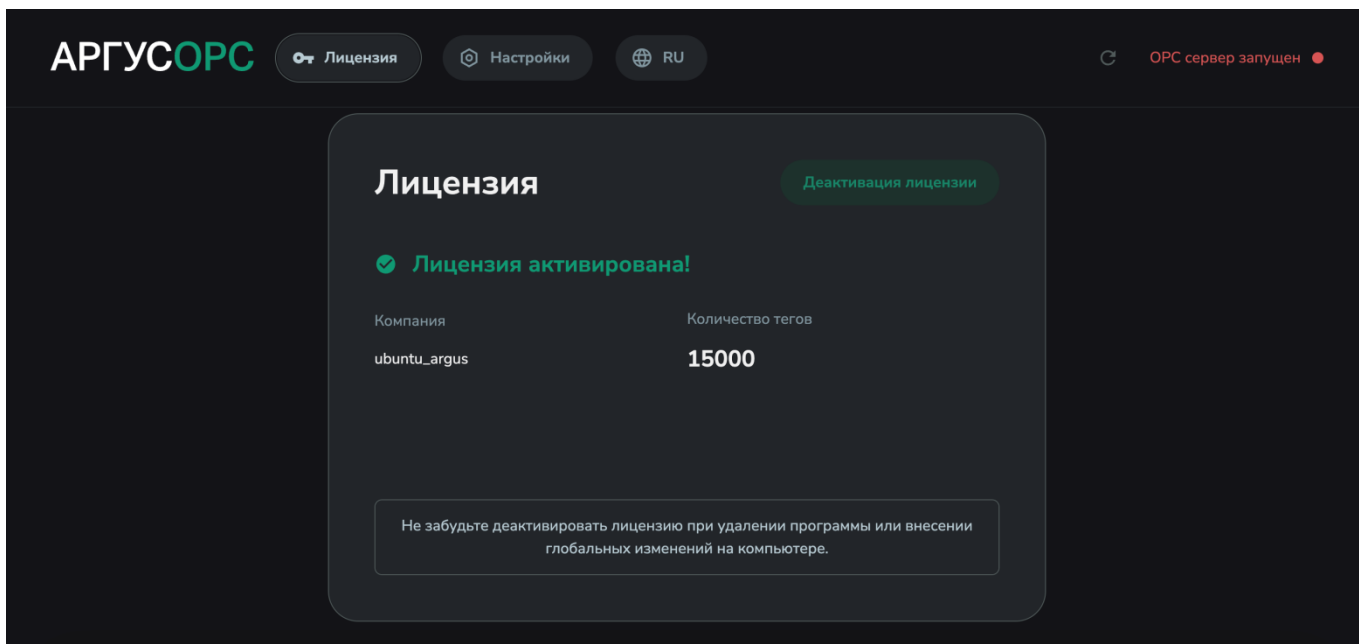 АРГУСOPC
Лицензия
Настройки
RU
OPC сервер запущен
Лицензия
Деактивация лицензии
Лицензия активирована!
Компания
Количество тегов
ubuntu_argus
15000
Не забудьте деактивировать лицензию при удалении программы или внесении
глобальных изменений на компьютере.